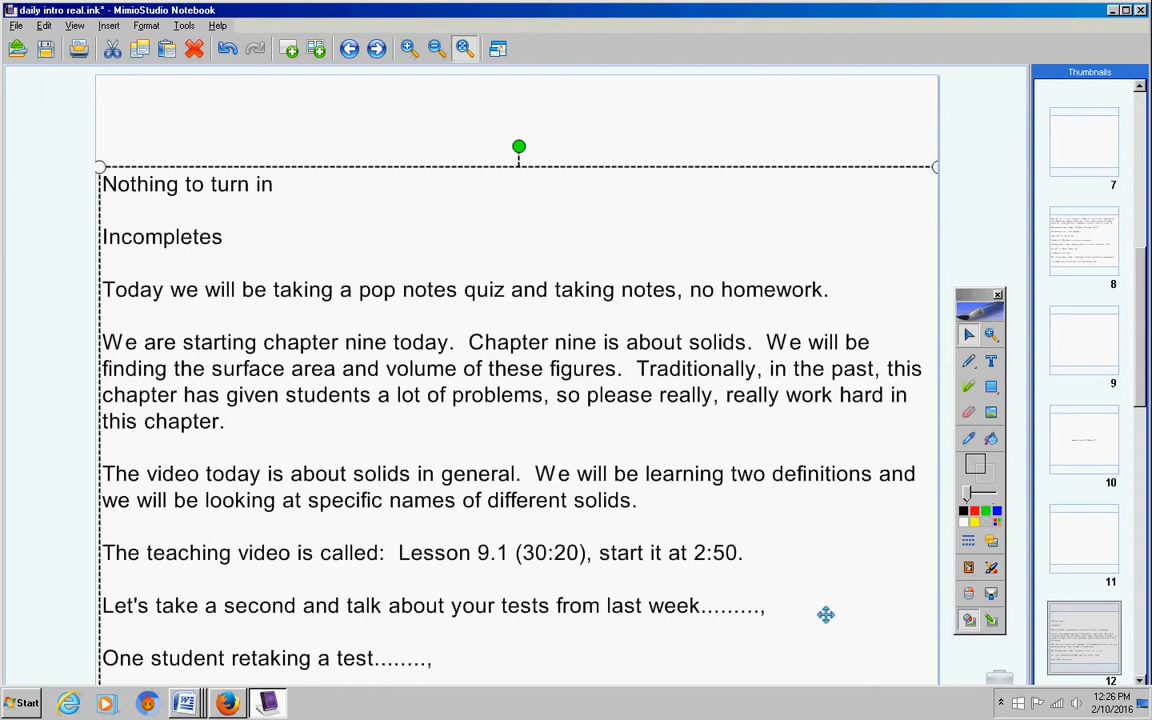 daily intro real.ink* - MimioStudio Notebook
File Edit View Insert Format Tools Help
Thumbnails
Nothing to turn in
Incompletes
Today we will be taking a pop notes quiz and taking notes, no homework.
We are starting chapter nine today.  Chapter nine is about solids.  We will be
finding the surface area and volume of these figures.  Traditionally, in the past, this
chapter has given students a lot of problems, so please really, really work hard in
this chapter.
The video today is about solids in general.  We will be learning two definitions and
we will be looking at specific names of different solids.
The teaching video is called:  Lesson 9.1 (30:20), start it at 2:50.
Let's take a second and talk about your tests from last week.........,
One student retaking a test........,
7
8
9
10
11
12
Start
12:26 PM
2/10/2016